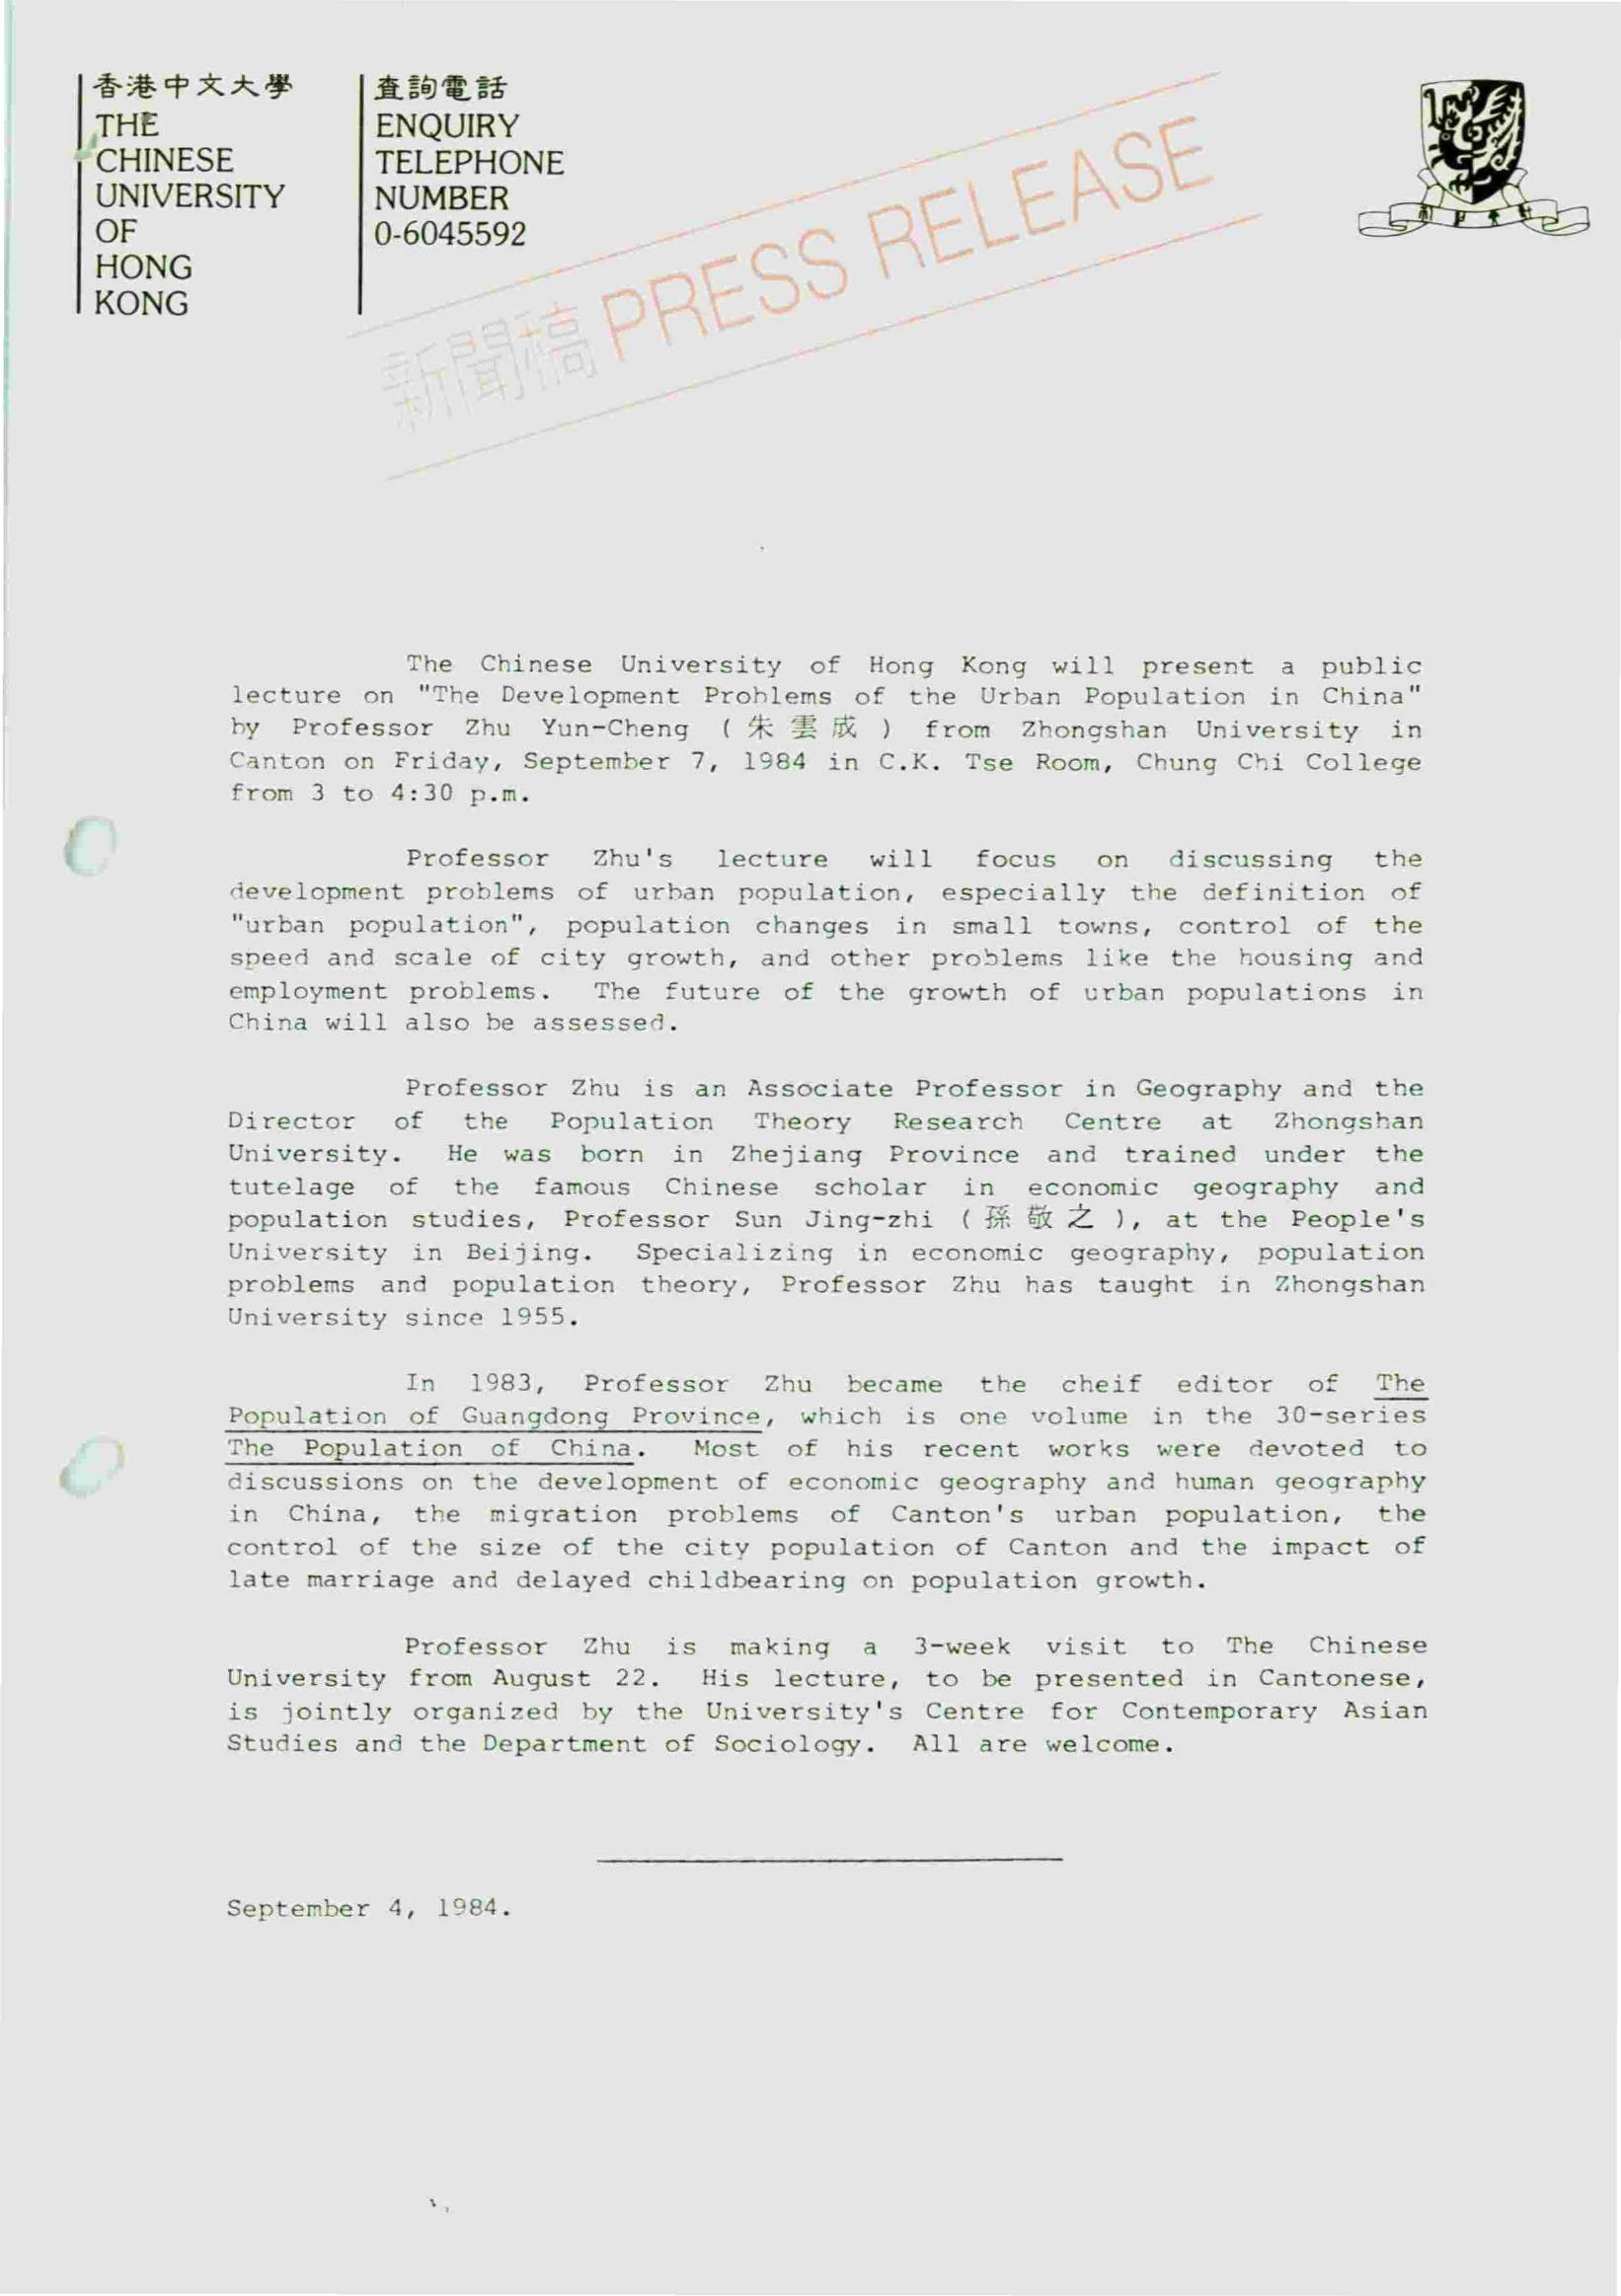 香港中文大學
THE
CHINESE
UNIVERSITY
OF
HONG
KONG
查詢電話
ENQUIRY
TELEPHONE
NUMBER
0-6045592
新聞稿 PRESS RELEASE
The Chinese University of Hong Kong will present a public
lecture on "The Development Problems of the Urban Population in China"
by Professor Zhu Yun-Cheng ( 朱雲成 ) from Zhongshan University in
Canton on Friday, September 7, 1984 in C.K. Tse Room, Chung Chi College
from 3 to 4:30 p.m.
Professor Zhu's lecture will focus on discussing the
development problems of urban population, especially the definition of
"urban population", population changes in small towns, control of the
speed and scale of city growth, and other problems like the housing and
employment problems. The future of the growth of urban populations in
China will also be assessed.
Professor Zhu is an Associate Professor in Geography and the
Director of the Population Theory Research Centre at Zhongshan
University. He was born in Zhejiang Province and trained under the
tutelage of the famous Chinese scholar in economic geography and
population studies, Professor Sun Jing-zhi ( 孫敬之 ), at the People's
University in Beijing. Specializing in economic geography, population
problems and population theory, Professor Zhu has taught in Zhongshan
University since 1955.
In 1983, Professor Zhu became the cheif editor of The
Population of Guangdong Province, which is one volume in the 30-series
The Population of China. Most of his recent works were devoted to
discussions on the development of economic geography and human geography
in China, the migration problems of Canton's urban population, the
control of the size of the city population of Canton and the impact of
late marriage and delayed childbearing on population growth.
Professor Zhu is making a 3-week visit to The Chinese
University from August 22. His lecture, to be presented in Cantonese,
is jointly organized by the University's Centre for Contemporary Asian
Studies and the Department of Sociology. All are welcome.
September 4, 1984.